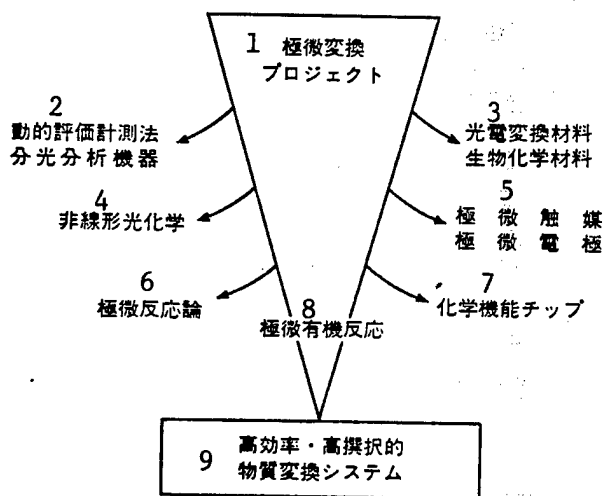 1 極微変換
プロジェクト
2
動的評価計測法
分光分析機器
3
光電変換材料
生物化学材料
4
非線形光化学
5
極微触媒
極微電極
6
極微反応論
7
化学機能チップ
8
極微有機反応
9 高効率・高撰択的
物質変換システム